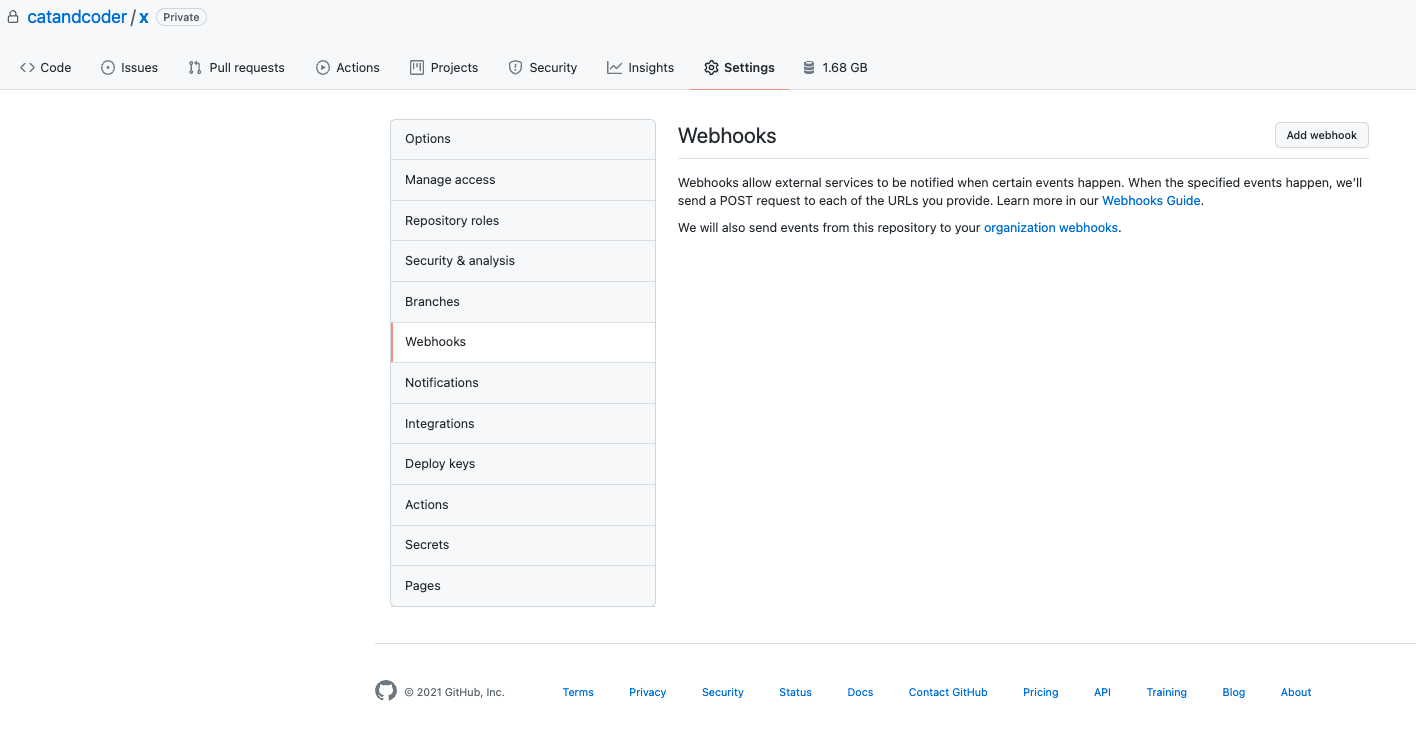 catandcoder / x Private
Code Issues Pull requests Actions Projects Security Insights Settings 1.68 GB
Options
Manage access
Repository roles
Security & analysis
Branches
Webhooks
Notifications
Integrations
Deploy keys
Actions
Secrets
Pages
Webhooks
Add webhook
Webhooks allow external services to be notified when certain events happen. When the specified events happen, we'll
send a POST request to each of the URLs you provide. Learn more in our Webhooks Guide.
We will also send events from this repository to your organization webhooks.
© 2021 GitHub, Inc. Terms Privacy Security Status Docs Contact GitHub Pricing API Training Blog About